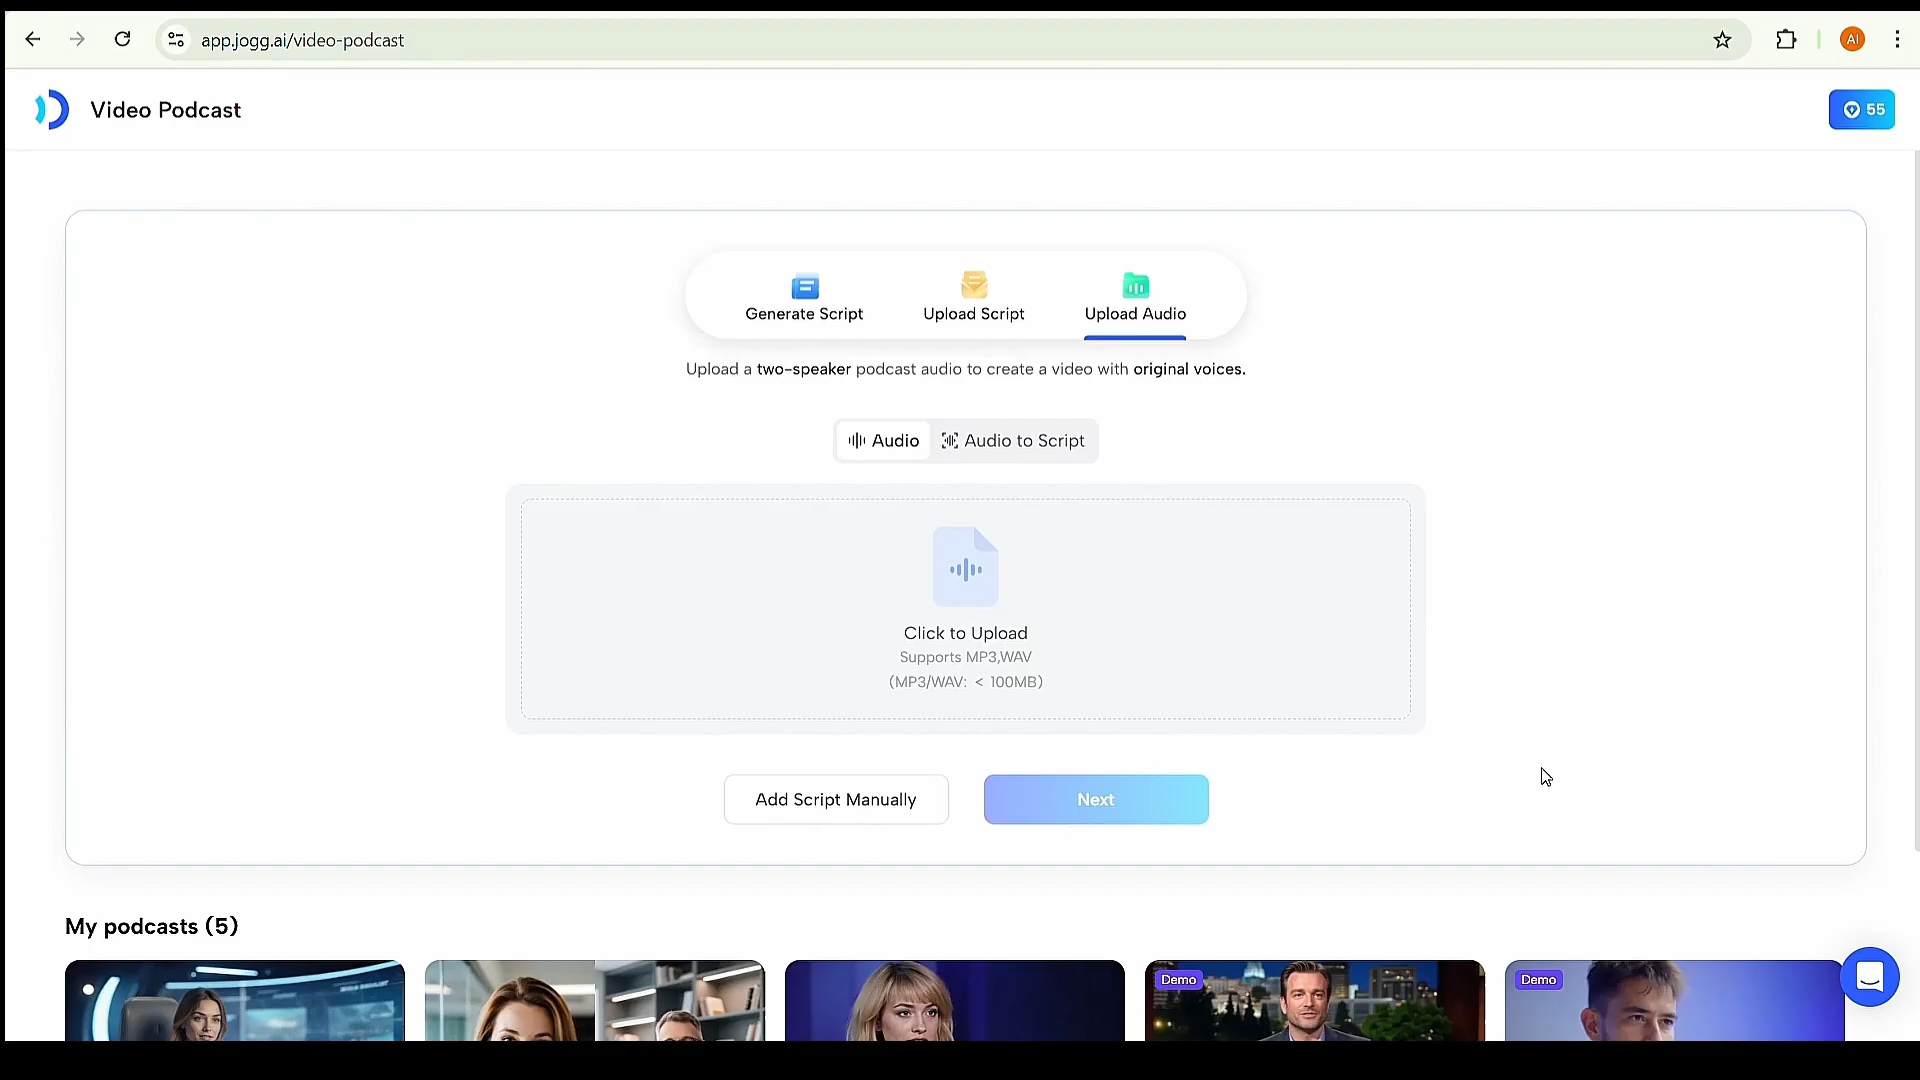 app.jogg.ai/video-podcast
AI
Video Podcast
55
Generate Script
Upload Script
Upload Audio
Upload a two-speaker podcast audio to create a video with original voices.
Audio
Audio to Script
Click to Upload
Supports MP3,WAV
(MP3/WAV: < 100MB)
Add Script Manually
Next
My podcasts (5)
Demo
Demo